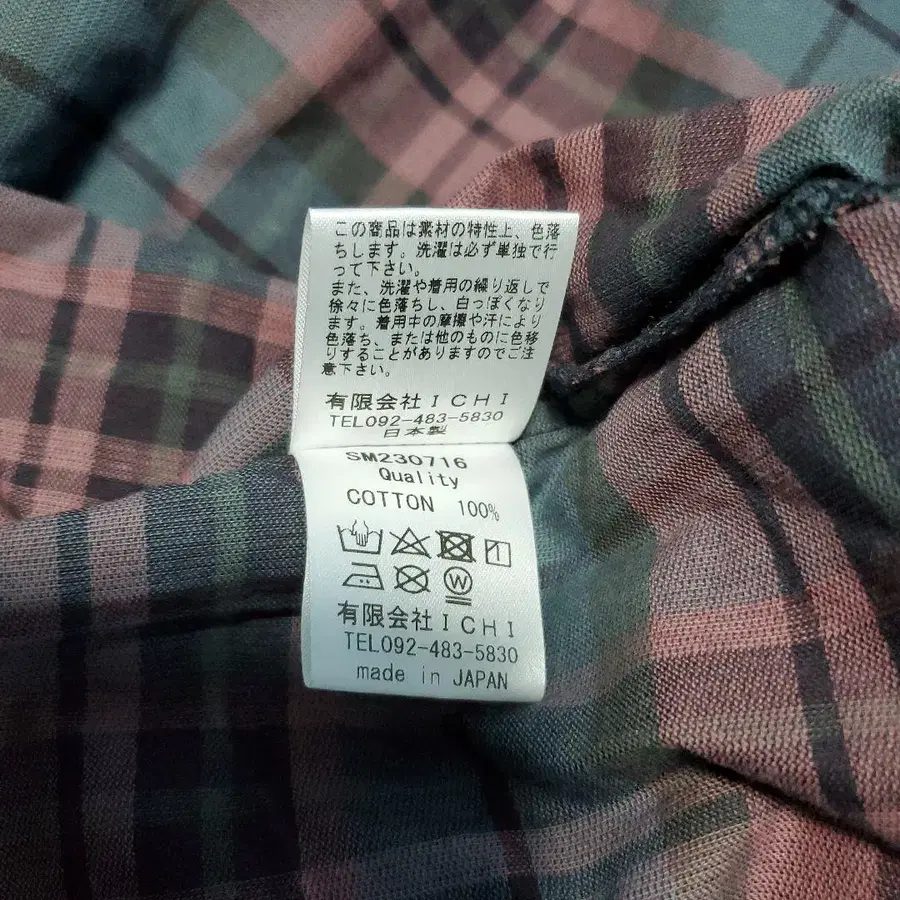 この商品は素材の特性上、色落
ちします。洗濯は必ず単独で行
って下さい。
また、洗濯や着用の繰り返しで
徐々に色落ちし、白っぽくなり
ます。着用中の摩擦や汗により
色落ち、または他のものに色移
りすることがありますのでご注
意下さい。
有限会社ICHI
TEL092-483-5830
日本製
SM230716
Quality
COTTON 100%
W
有限会社ICHI
TEL092-483-5830
made in JAPAN